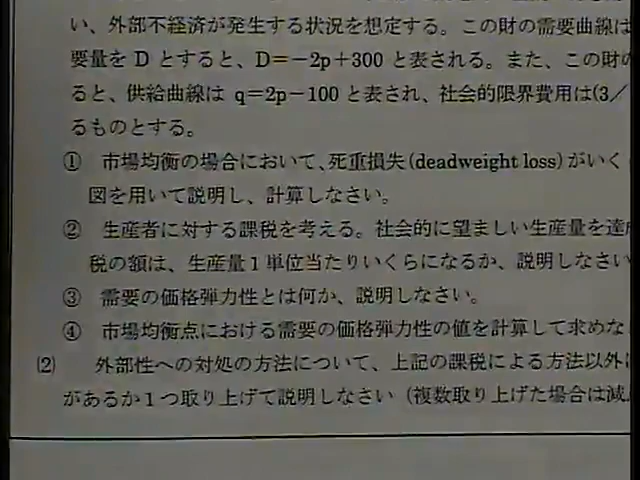 い、外部不経済が発生する状況を想定する。この財の需要曲線は
要量を D とすると、D=-2p+300 と表される。また、この財の
ると、供給曲線は q=2p-100 と表され、社会的限界費用は(3/
るものとする。
① 市場均衡の場合において、死重損失(deadweight loss)がいく
図を用いて説明し、計算しなさい。
② 生産者に対する課税を考える。社会的に望ましい生産量を達
税の額は、生産量1単位当たりいくらになるか、説明しなさい
③ 需要の価格弾力性とは何か、説明しなさい。
④ 市場均衡点における需要の価格弾力性の値を計算して求めな
(2) 外部性への対処の方法について、上記の課税による方法以外
があるか1つ取り上げて説明しなさい(複数取り上げた場合は減